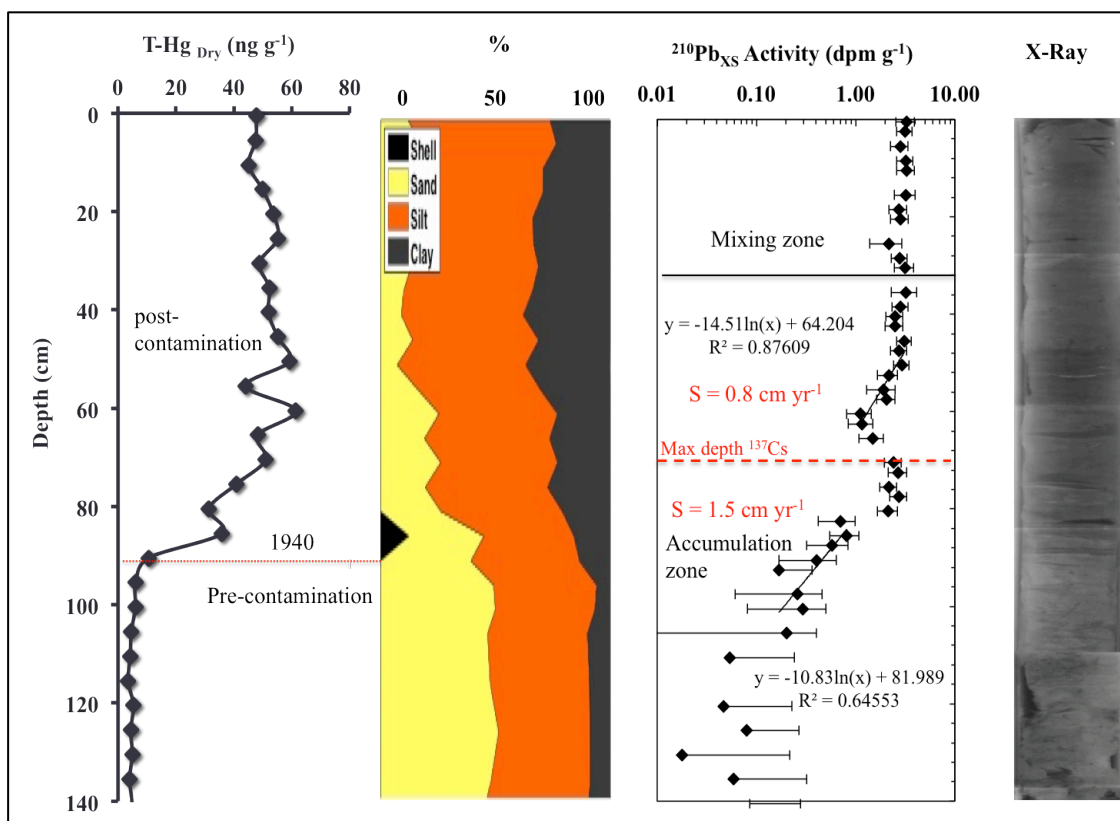 T-Hg Dry (ng g-1)
0 20 40 60 80
Depth (cm)
0
20
40
60
80
100
120
140
post-
contamination
1940
Pre-contamination
%
0 50 100
Shell
Sand
Silt
Clay
210PbXS Activity (dpm g-1)
0.01 0.10 1.00 10.00
Mixing zone
y = -14.51ln(x) + 64.204
R² = 0.87609
S = 0.8 cm yr-1
Max depth 137Cs
S = 1.5 cm yr-1
Accumulation
zone
y = -10.83ln(x) + 81.989
R² = 0.64553
X-Ray